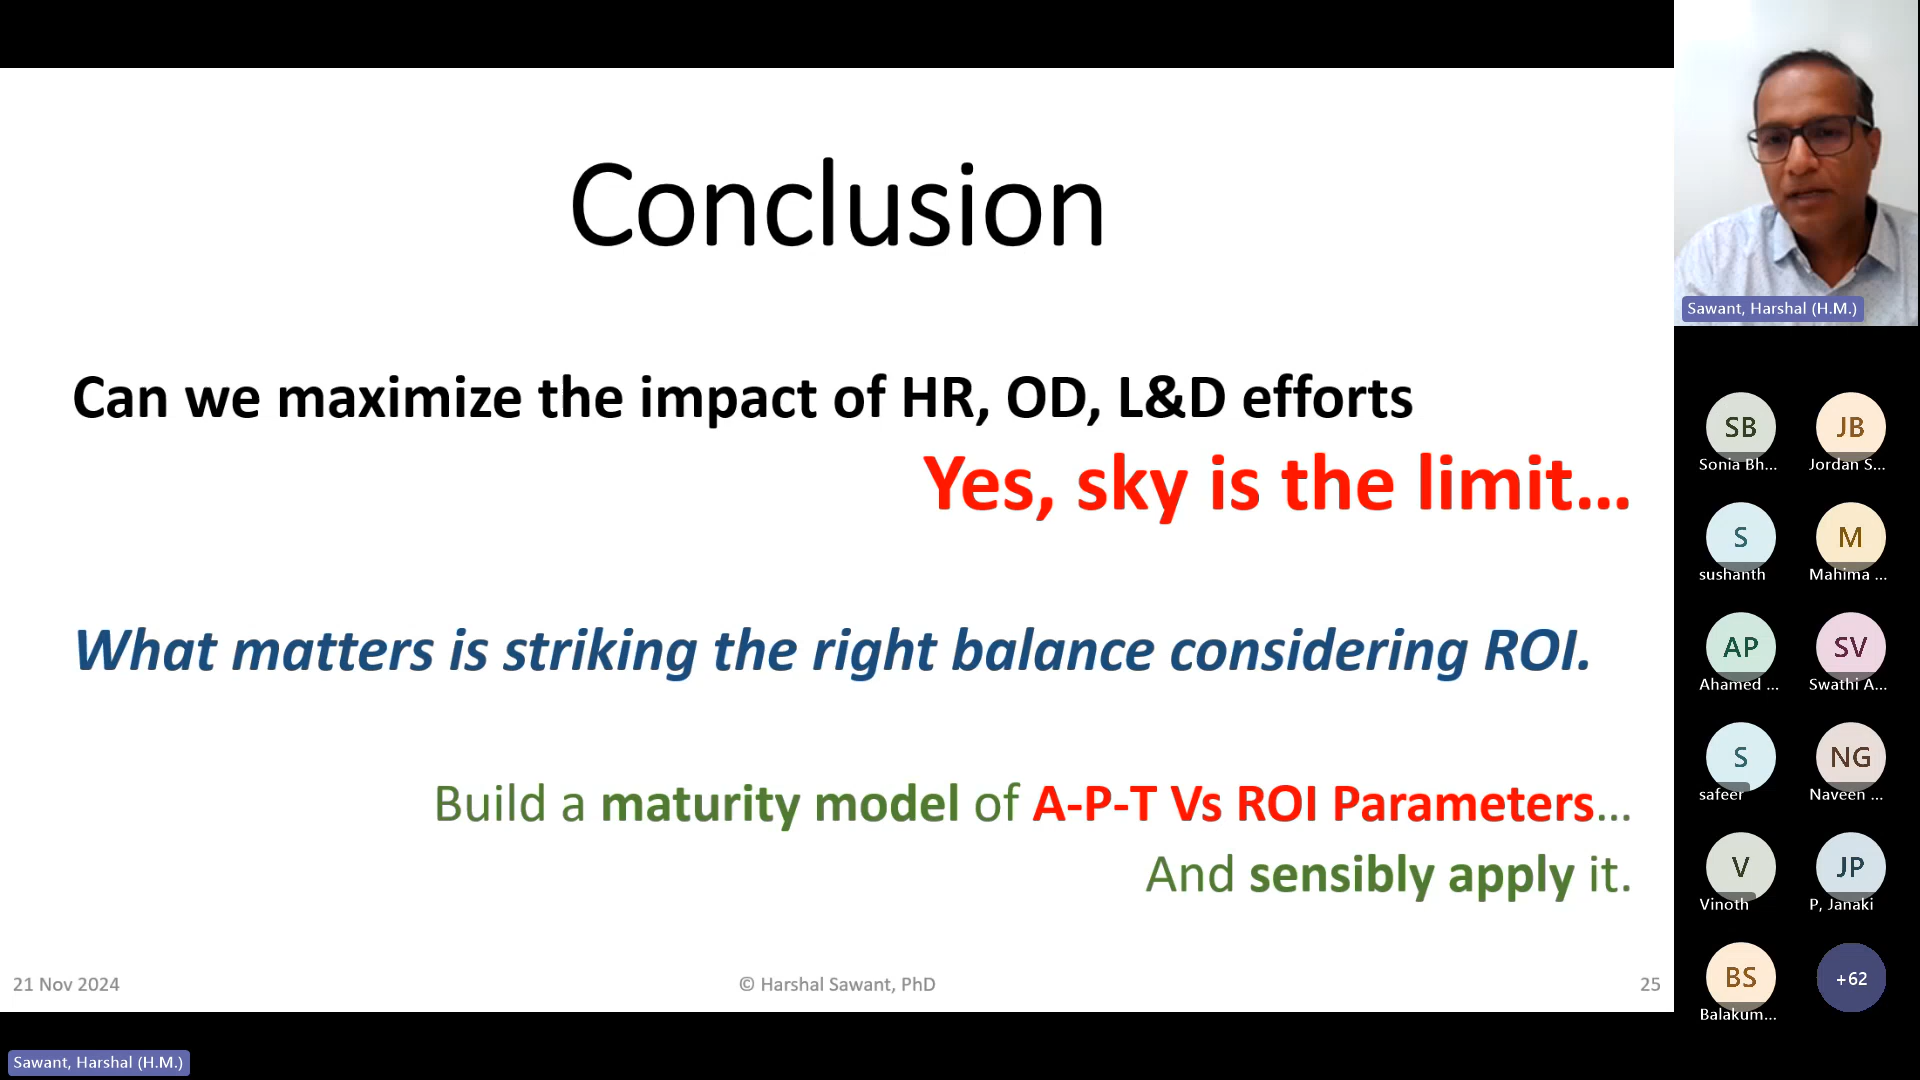 Conclusion
Can we maximize the impact of HR, OD, L&D efforts
Yes, sky is the limit...
What matters is striking the right balance considering ROI.
Build a maturity model of A-P-T Vs ROI Parameters...
And sensibly apply it.
21 Nov 2024
© Harshal Sawant, PhD
25
Sawant, Harshal (H.M.)
Sawant, Harshal (H.M.)
SB
JB
Sonia Bh...
Jordan S...
S
M
sushanth
Mahima ...
AP
SV
Ahamed ...
Swathi A...
S
NG
safeer
Naveen ...
V
JP
Vinoth
P, Janaki
BS
+62
Balakum...